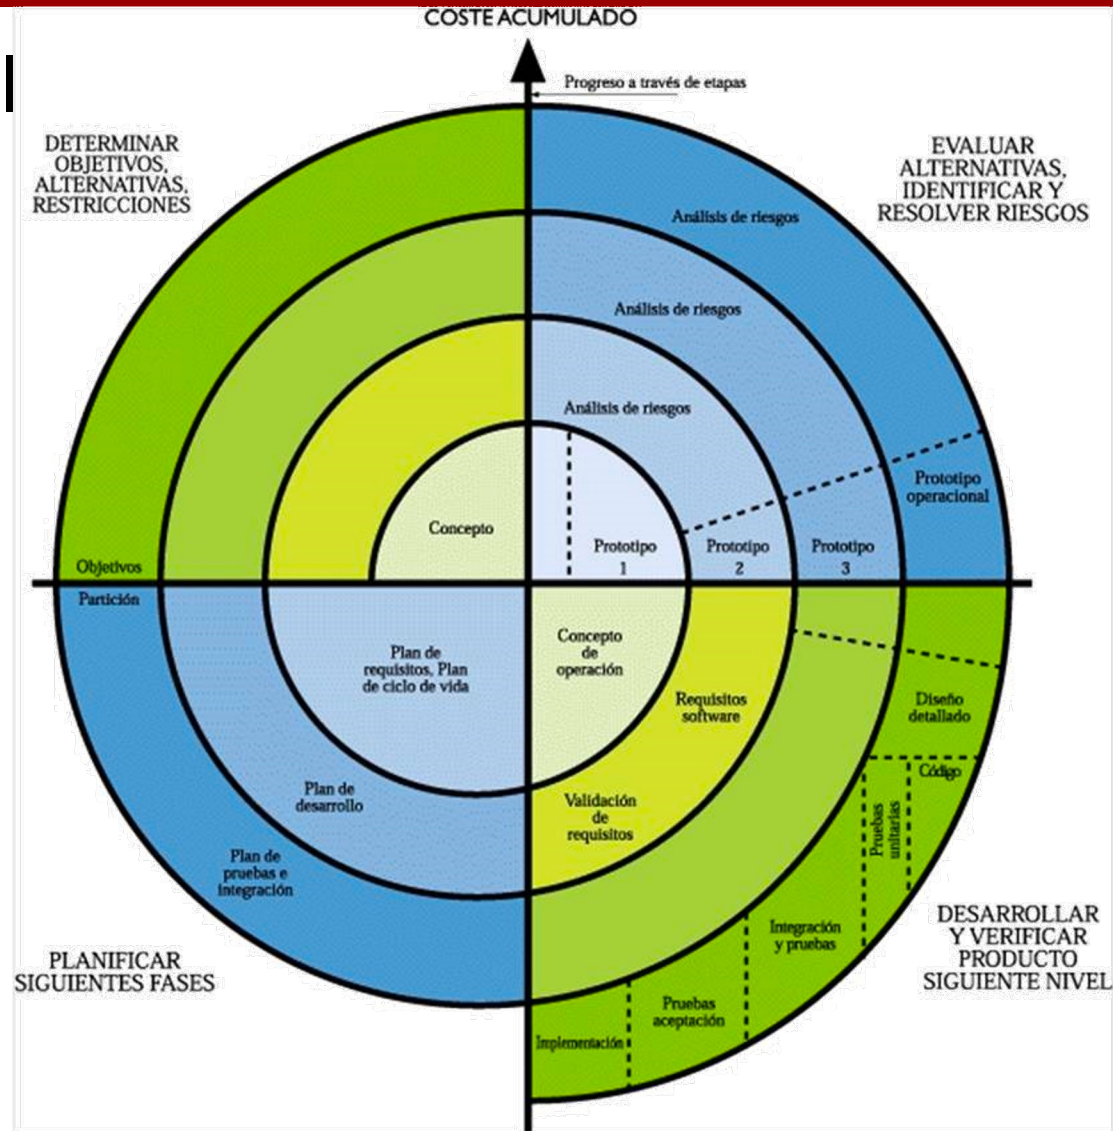 COSTE ACUMULADO
Progreso a través de etapas
DETERMINAR
OBJETIVOS,
ALTERNATIVAS,
RESTRICCIONES
EVALUAR
ALTERNATIVAS,
IDENTIFICAR Y
RESOLVER RIESGOS
Análisis de riesgos
Análisis de riesgos
Análisis de riesgos
Concepto
Prototipo
1
Prototipo
2
Prototipo
3
Prototipo
operacional
Objetivos
Partición
Plan de
requisitos, Plan
de ciclo de vida
Concepto
de
operación
Requisitos
software
Diseño
detallado
Código
Pruebas
unitarias
Plan de
desarrollo
Validación
de
requisitos
Plan de
pruebas e
integración
Integración
y pruebas
Pruebas
aceptación
Implementación
PLANIFICAR
SIGUIENTES FASES
DESARROLLAR
Y VERIFICAR
PRODUCTO
SIGUIENTE NIVEL